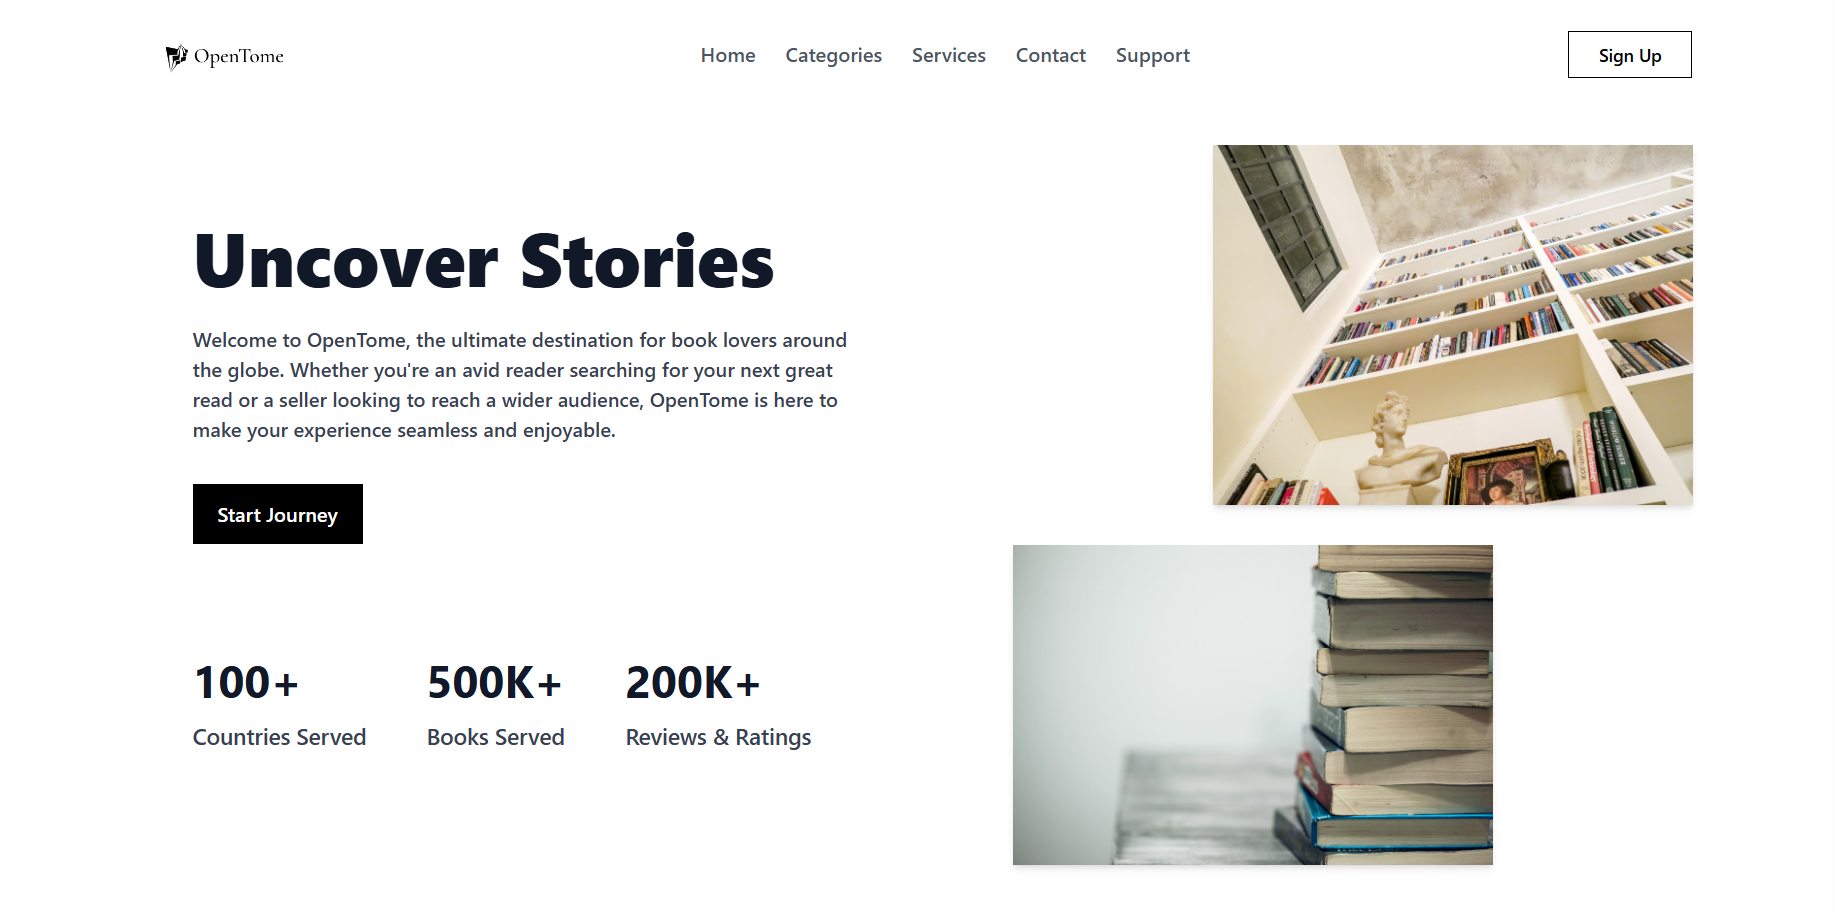 OpenTome
Home Categories Services Contact Support
Sign Up
Uncover Stories
Welcome to OpenTome, the ultimate destination for book lovers around
the globe. Whether you're an avid reader searching for your next great
read or a seller looking to reach a wider audience, OpenTome is here to
make your experience seamless and enjoyable.
Start Journey
100+ 500K+ 200K+
Countries Served Books Served Reviews & Ratings